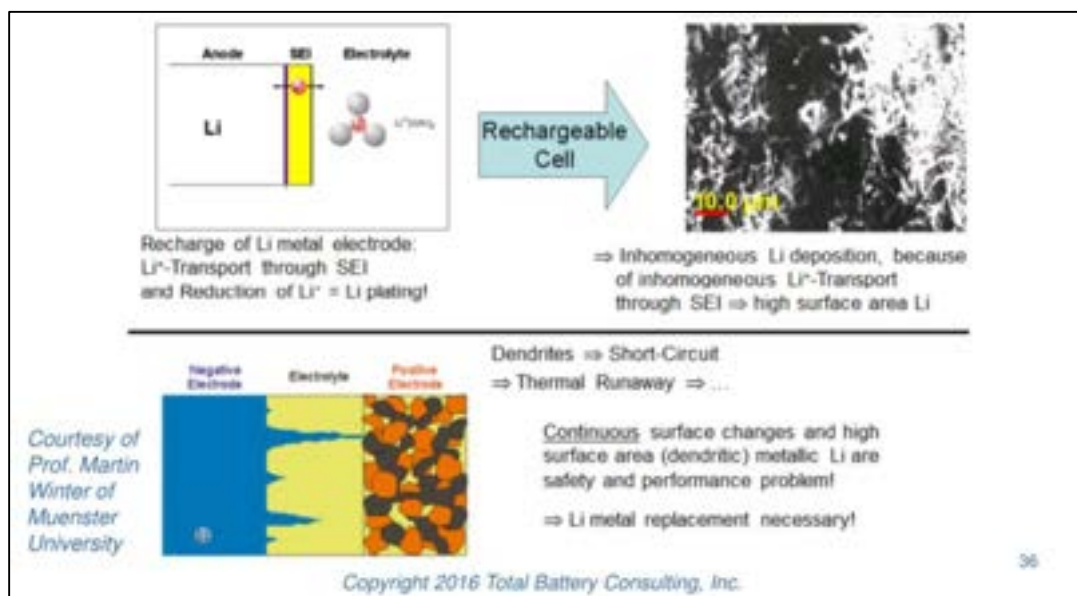 Anode SEI Electrolyte
Li
Rechargeable
Cell
10.0 µm
Recharge of Li metal electrode:
Li⁺-Transport through SEI
and Reduction of Li⁺ = Li plating!
⇒ Inhomogeneous Li deposition, because
of inhomogeneous Li⁺-Transport
through SEI ⇒ high surface area Li
Dendrites ⇒ Short-Circuit
⇒ Thermal Runaway ⇒ ...
Negative
Electrode
Electrolyte
Positive
Electrode
Continuous surface changes and high
surface area (dendritic) metallic Li are
safety and performance problem!
⇒ Li metal replacement necessary!
Courtesy of
Prof. Martin
Winter of
Muenster
University
36
Copyright 2016 Total Battery Consulting, Inc.